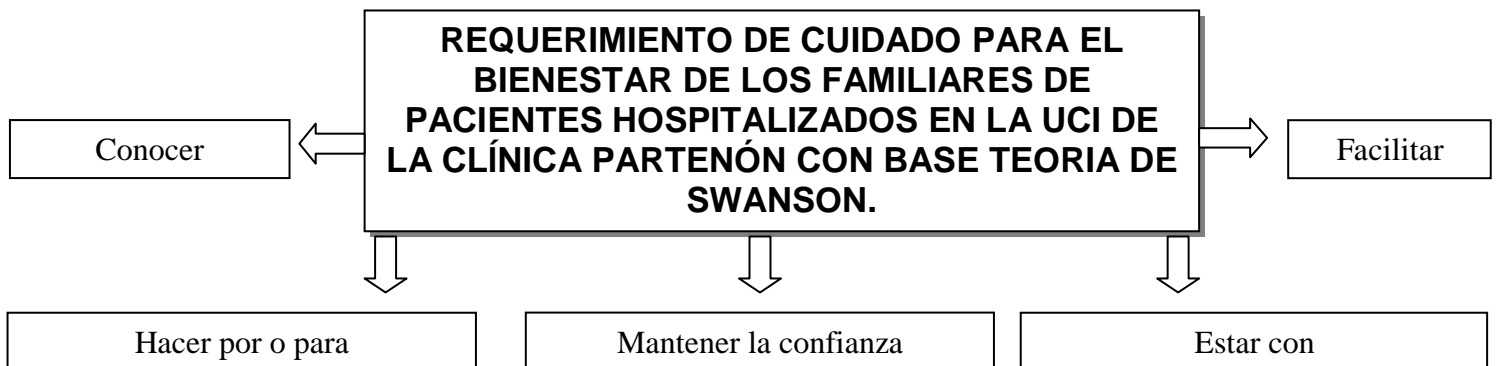 REQUERIMIENTO DE CUIDADO PARA EL
BIENESTAR DE LOS FAMILIARES DE
PACIENTES HOSPITALIZADOS EN LA UCI DE
LA CLÍNICA PARTENÓN CON BASE TEORIA DE
SWANSON.
Conocer
Facilitar
Hacer por o para
Mantener la confianza
Estar con